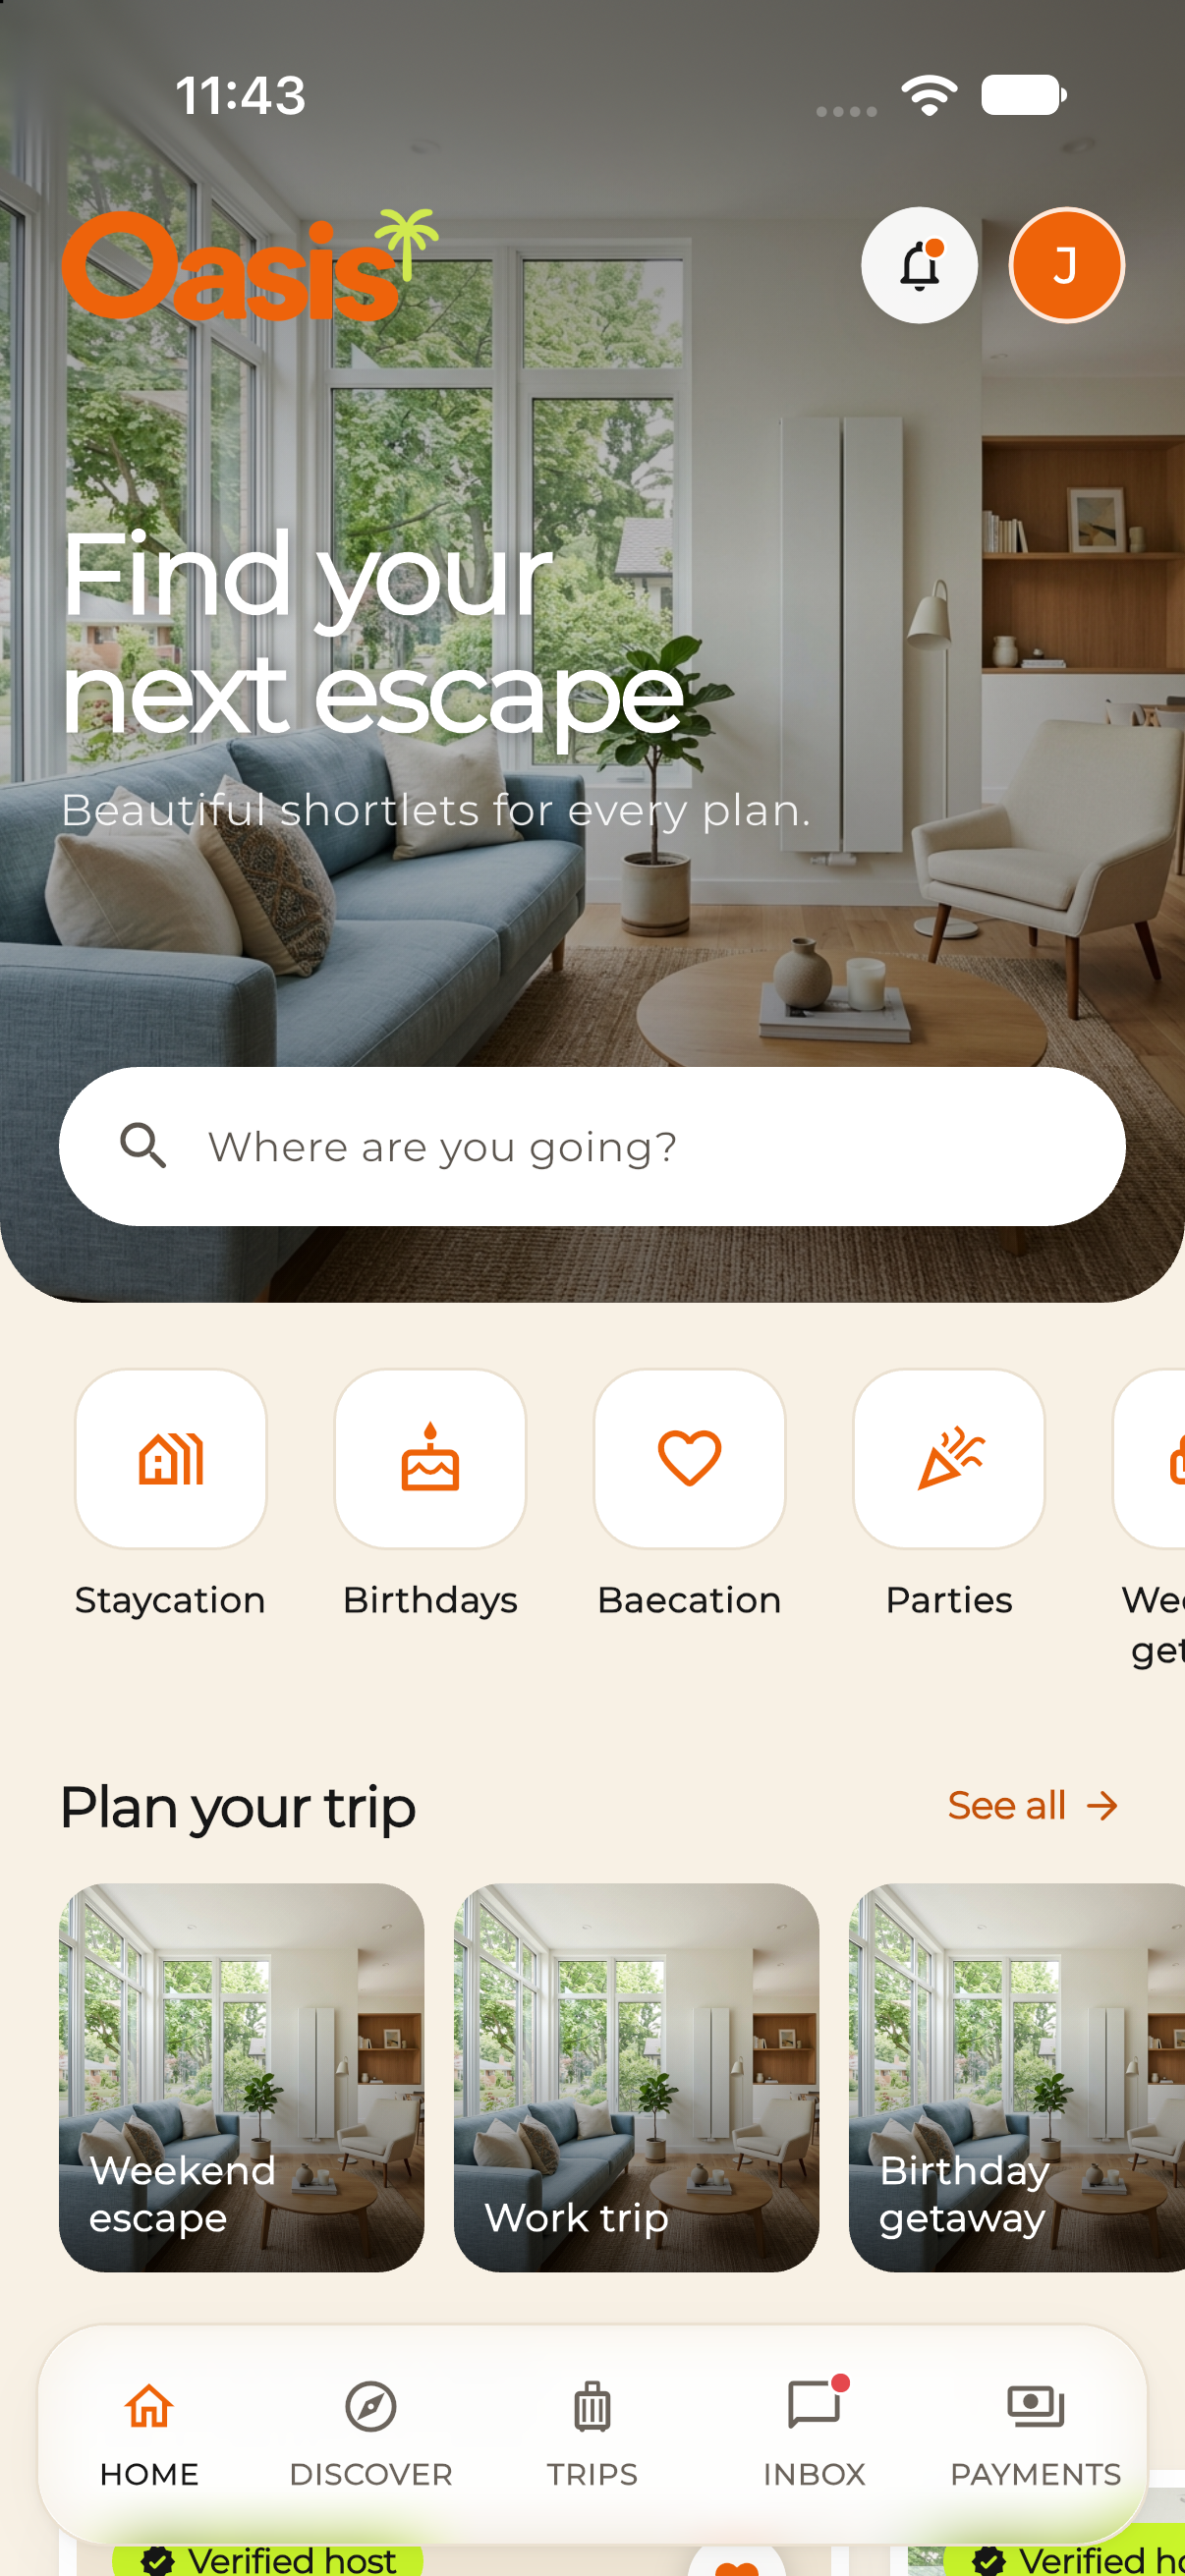 11:43
Oasis
J
Find your
next escape
Beautiful shortlets for every plan.
Where are you going?
Staycation
Birthdays
Baecation
Parties
Plan your trip
See all
Weekend
escape
Work trip
Birthday
getaway
HOME
DISCOVER
TRIPS
INBOX
PAYMENTS
Verified host
Verified